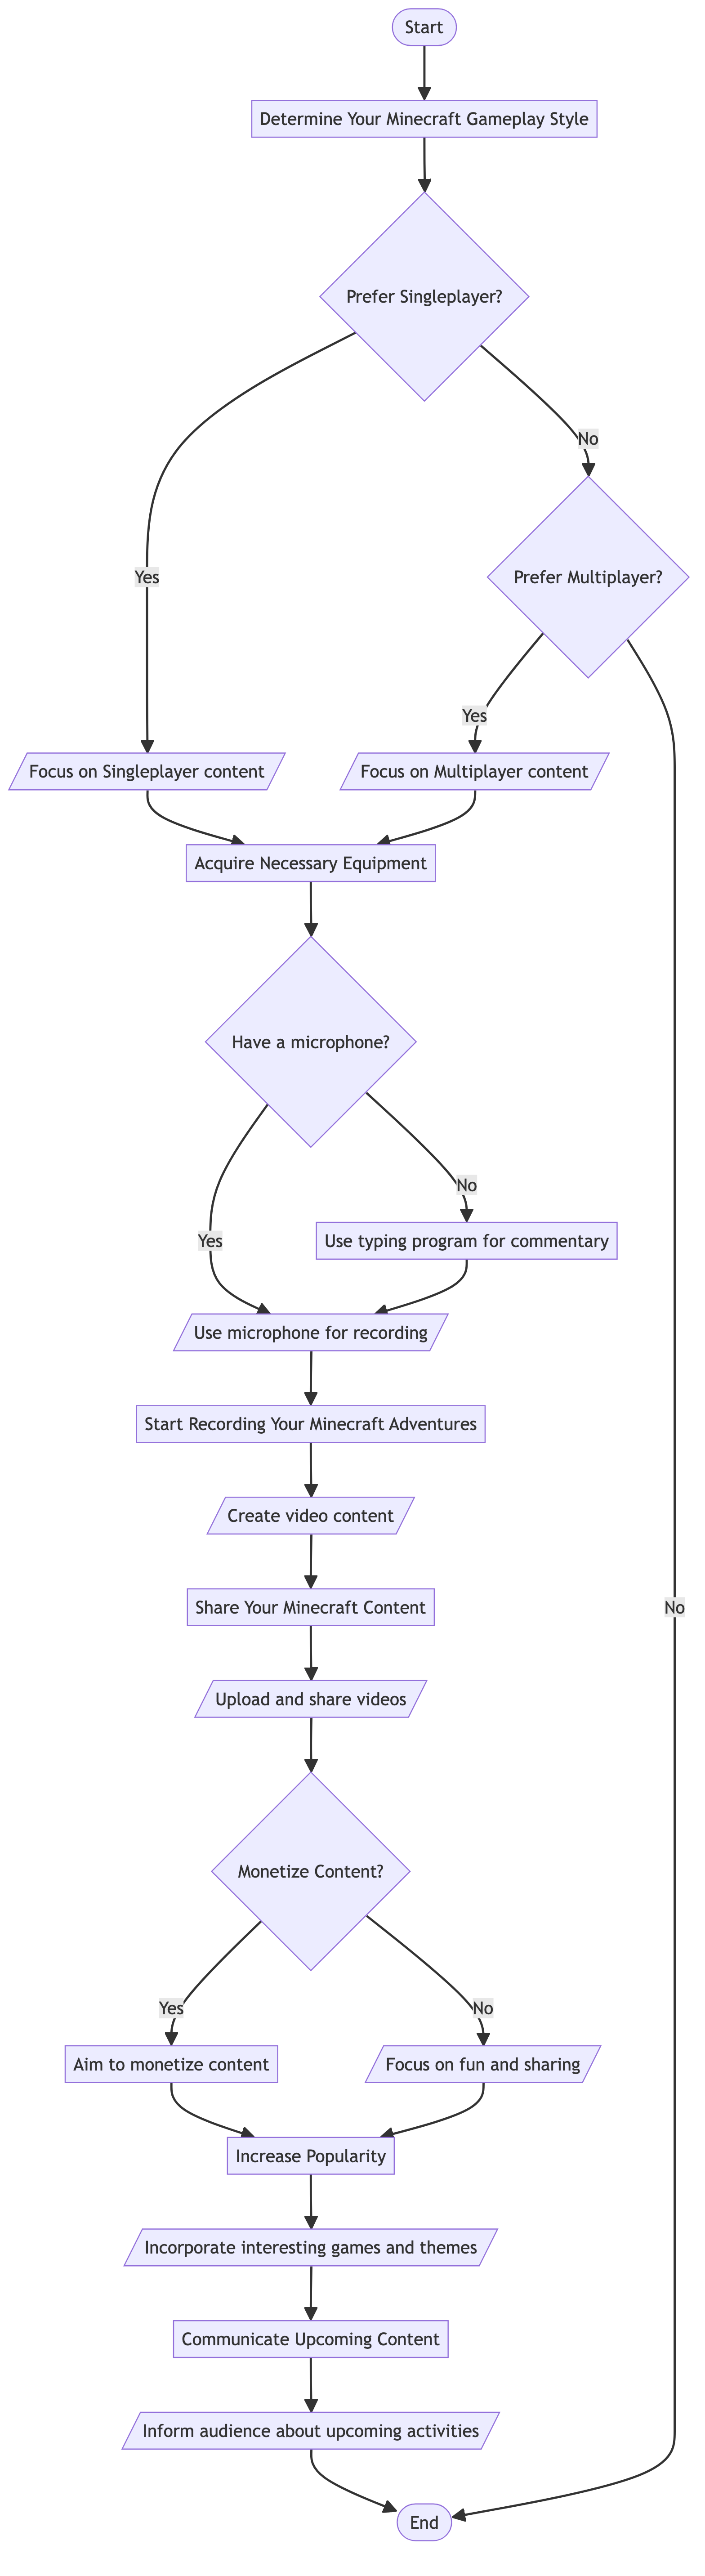 Start
Determine Your Minecraft Gameplay Style
Prefer Singleplayer?
No
Yes
Prefer Multiplayer?
Yes
Focus on Singleplayer content
Focus on Multiplayer content
Acquire Necessary Equipment
Have a microphone?
No
Yes
Use typing program for commentary
Use microphone for recording
Start Recording Your Minecraft Adventures
Create video content
Share Your Minecraft Content
No
Upload and share videos
Monetize Content?
Yes
No
Aim to monetize content
Focus on fun and sharing
Increase Popularity
Incorporate interesting games and themes
Communicate Upcoming Content
Inform audience about upcoming activities
End